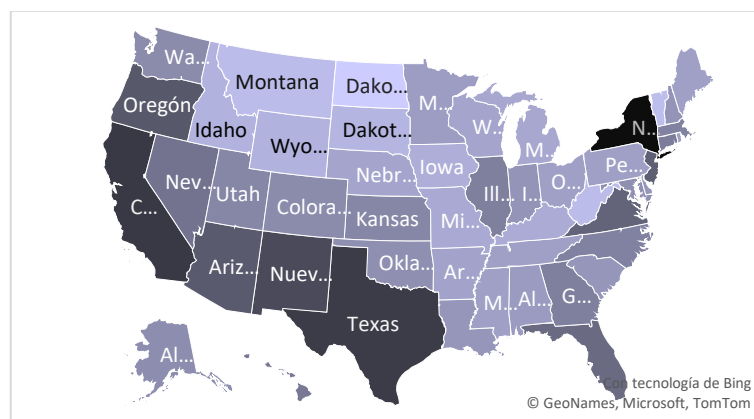 Wa...
Montana
Dako...
M...
Oregón
Idaho
Wyo...
Dakot...
W...
M...
N...
Nev...
Utah
Colora...
Nebr...
Iowa
Ill...
I...
O...
Pe...
C...
Kansas
Mi...
Ariz...
Nuev...
Okla...
Ar...
Texas
M...
Al...
G...
Al...
Con tecnología de Bing
© GeoNames, Microsoft, TomTom